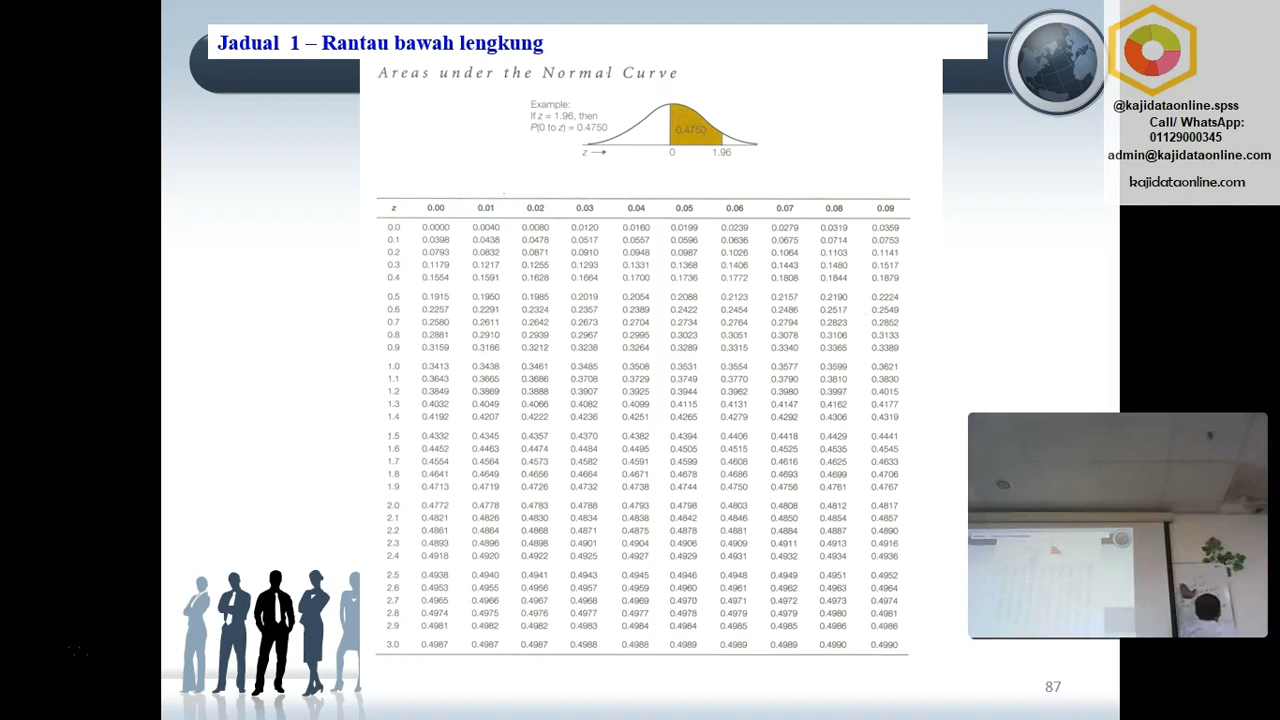 Jadual 1 – Rantau bawah lengkung
Areas under the Normal Curve
Example:
If z = 1.96, then
P(0 to z) = 0.4750
0.4750
z
0
1.96
z 0.00 0.01 0.02 0.03 0.04 0.05 0.06 0.07 0.08 0.09
0.0 0.0000 0.0040 0.0080 0.0120 0.0160 0.0199 0.0239 0.0279 0.0319 0.0359
0.1 0.0398 0.0438 0.0478 0.0517 0.0557 0.0596 0.0636 0.0675 0.0714 0.0753
0.2 0.0793 0.0832 0.0871 0.0910 0.0948 0.0987 0.1026 0.1064 0.1103 0.1141
0.3 0.1179 0.1217 0.1255 0.1293 0.1331 0.1368 0.1406 0.1443 0.1480 0.1517
0.4 0.1554 0.1591 0.1628 0.1664 0.1700 0.1736 0.1772 0.1808 0.1844 0.1879
0.5 0.1915 0.1950 0.1985 0.2019 0.2054 0.2088 0.2123 0.2157 0.2190 0.2224
0.6 0.2257 0.2291 0.2324 0.2357 0.2389 0.2422 0.2454 0.2486 0.2517 0.2549
0.7 0.2580 0.2611 0.2642 0.2673 0.2704 0.2734 0.2764 0.2794 0.2823 0.2852
0.8 0.2881 0.2910 0.2939 0.2967 0.2995 0.3023 0.3051 0.3078 0.3106 0.3133
0.9 0.3159 0.3186 0.3212 0.3238 0.3264 0.3289 0.3315 0.3340 0.3365 0.3389
1.0 0.3413 0.3438 0.3461 0.3485 0.3508 0.3531 0.3554 0.3577 0.3599 0.3621
1.1 0.3643 0.3665 0.3686 0.3708 0.3729 0.3749 0.3770 0.3790 0.3810 0.3830
1.2 0.3849 0.3869 0.3888 0.3907 0.3925 0.3944 0.3962 0.3980 0.3997 0.4015
1.3 0.4032 0.4049 0.4066 0.4082 0.4099 0.4115 0.4131 0.4147 0.4162 0.4177
1.4 0.4192 0.4207 0.4222 0.4236 0.4251 0.4265 0.4279 0.4292 0.4306 0.4319
1.5 0.4332 0.4345 0.4357 0.4370 0.4382 0.4394 0.4406 0.4418 0.4429 0.4441
1.6 0.4452 0.4463 0.4474 0.4484 0.4495 0.4505 0.4515 0.4525 0.4535 0.4545
1.7 0.4554 0.4564 0.4573 0.4582 0.4591 0.4599 0.4608 0.4616 0.4625 0.4633
1.8 0.4641 0.4649 0.4656 0.4664 0.4671 0.4678 0.4686 0.4693 0.4699 0.4706
1.9 0.4713 0.4719 0.4726 0.4732 0.4738 0.4744 0.4750 0.4756 0.4761 0.4767
2.0 0.4772 0.4778 0.4783 0.4788 0.4793 0.4798 0.4803 0.4808 0.4812 0.4817
2.1 0.4821 0.4826 0.4830 0.4834 0.4838 0.4842 0.4846 0.4850 0.4854 0.4857
2.2 0.4861 0.4864 0.4868 0.4871 0.4875 0.4878 0.4881 0.4884 0.4887 0.4890
2.3 0.4893 0.4896 0.4898 0.4901 0.4904 0.4906 0.4909 0.4911 0.4913 0.4916
2.4 0.4918 0.4920 0.4922 0.4925 0.4927 0.4929 0.4931 0.4932 0.4934 0.4936
2.5 0.4938 0.4940 0.4941 0.4943 0.4945 0.4946 0.4948 0.4949 0.4951 0.4952
2.6 0.4953 0.4955 0.4956 0.4957 0.4959 0.4960 0.4961 0.4962 0.4963 0.4964
2.7 0.4965 0.4966 0.4967 0.4968 0.4969 0.4970 0.4971 0.4972 0.4973 0.4974
2.8 0.4974 0.4975 0.4976 0.4977 0.4977 0.4978 0.4979 0.4979 0.4980 0.4981
2.9 0.4981 0.4982 0.4982 0.4983 0.4984 0.4984 0.4985 0.4985 0.4986 0.4986
3.0 0.4987 0.4987 0.4987 0.4988 0.4988 0.4989 0.4989 0.4989 0.4990 0.4990
87
@kajidataonline.spss
Call/ WhatsApp:
01129000345
admin@kajidataonline.com
kajidataonline.com